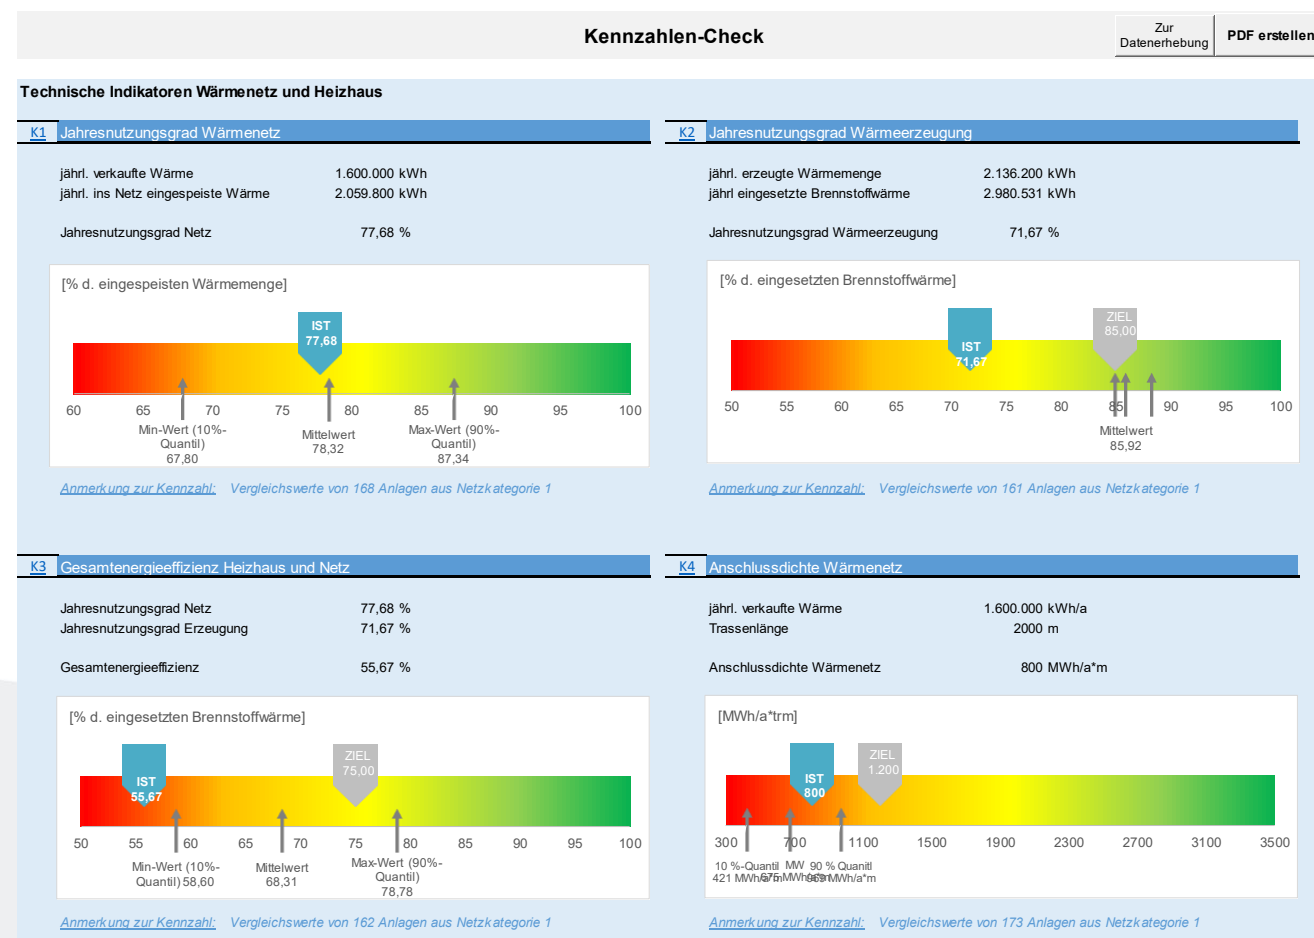 Kennzahlen-Check
Zur
Datenerhebung
PDF erstellen
Technische Indikatoren Wärmenetz und Heizhaus
K1 Jahresnutzungsgrad Wärmenetz
jährl. verkaufte Wärme 1.600.000 kWh
jährl. ins Netz eingespeiste Wärme 2.059.800 kWh
Jahresnutzungsgrad Netz 77,68 %
[% d. eingespeisten Wärmemenge]
IST
77,68
60 65 70 75 80 85 90 95 100
Min-Wert (10%-
Quantil)
67,80
Mittelwert
78,32
Max-Wert (90%-
Quantil)
87,34
Anmerkung zur Kennzahl: Vergleichswerte von 168 Anlagen aus Netzkategorie 1
K2 Jahresnutzungsgrad Wärmeerzeugung
jährl. erzeugte Wärmemenge 2.136.200 kWh
jährl eingesetzte Brennstoffwärme 2.980.531 kWh
Jahresnutzungsgrad Wärmeerzeugung 71,67 %
[% d. eingesetzten Brennstoffwärme]
IST
71,67
ZIEL
85,00
50 55 60 65 70 75 80 85 90 95 100
Mittelwert
85,92
Anmerkung zur Kennzahl: Vergleichswerte von 161 Anlagen aus Netzkategorie 1
K3 Gesamtenergieeffizienz Heizhaus und Netz
Jahresnutzungsgrad Netz 77,68 %
Jahresnutzungsgrad Erzeugung 71,67 %
Gesamtenergieeffizienz 55,67 %
[% d. eingesetzten Brennstoffwärme]
IST
55,67
ZIEL
75,00
50 55 60 65 70 75 80 85 90 95 100
Min-Wert (10%-
Quantil) 58,60
Mittelwert
68,31
Max-Wert (90%-
Quantil)
78,78
Anmerkung zur Kennzahl: Vergleichswerte von 162 Anlagen aus Netzkategorie 1
K4 Anschlussdichte Wärmenetz
jährl. verkaufte Wärme 1.600.000 kWh/a
Trassenlänge 2000 m
Anschlussdichte Wärmenetz 800 MWh/a*m
[MWh/a*trm]
IST
800
ZIEL
1.200
300 700 1100 1500 1900 2300 2700 3100 3500
10 %-Quantil
421 MWh/a*m
MW
675 MWh/a*m
90 % Quanitl
969 MWh/a*m
Anmerkung zur Kennzahl: Vergleichswerte von 173 Anlagen aus Netzkategorie 1